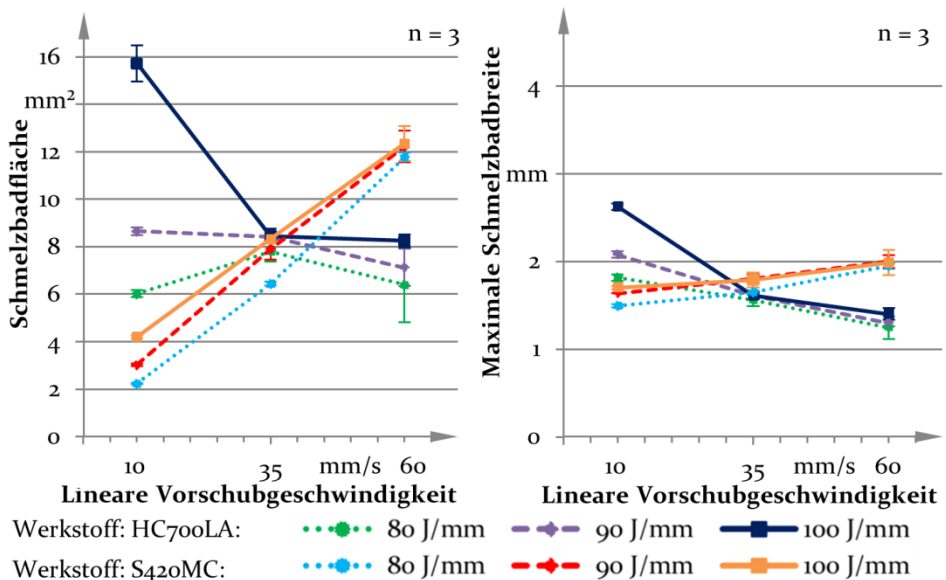 n = 3
16
mm²
12
10
8
6
4
2
0
Schmelzbadfläche
10
35
mm/s
60
Lineare Vorschubgeschwindigkeit
n = 3
4
mm
2
1
0
Maximale Schmelzbadbreite
10
35
mm/s
60
Lineare Vorschubgeschwindigkeit
Werkstoff: HC700LA: 80 J/mm 90 J/mm 100 J/mm
Werkstoff: S420MC: 80 J/mm 90 J/mm 100 J/mm